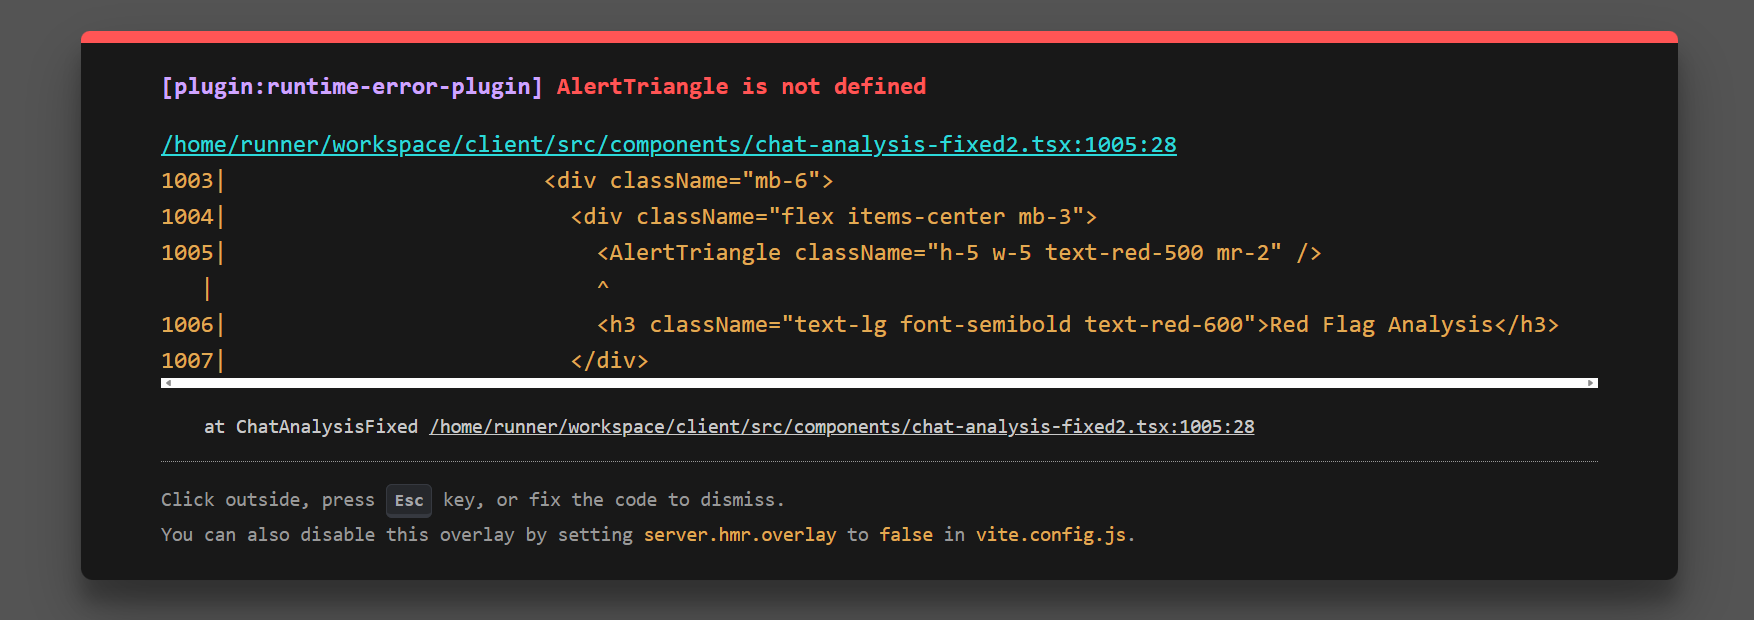 [plugin:runtime-error-plugin] AlertTriangle is not defined
/home/runner/workspace/client/src/components/chat-analysis-fixed2.tsx:1005:28
1003|                         <div className="mb-6">
1004|                           <div className="flex items-center mb-3">
1005|                             <AlertTriangle className="h-5 w-5 text-red-500 mr-2" />
   |                             ^
1006|                             <h3 className="text-lg font-semibold text-red-600">Red Flag Analysis</h3>
1007|                           </div>
at ChatAnalysisFixed /home/runner/workspace/client/src/components/chat-analysis-fixed2.tsx:1005:28
Click outside, press Esc key, or fix the code to dismiss.
You can also disable this overlay by setting server.hmr.overlay to false in vite.config.js.